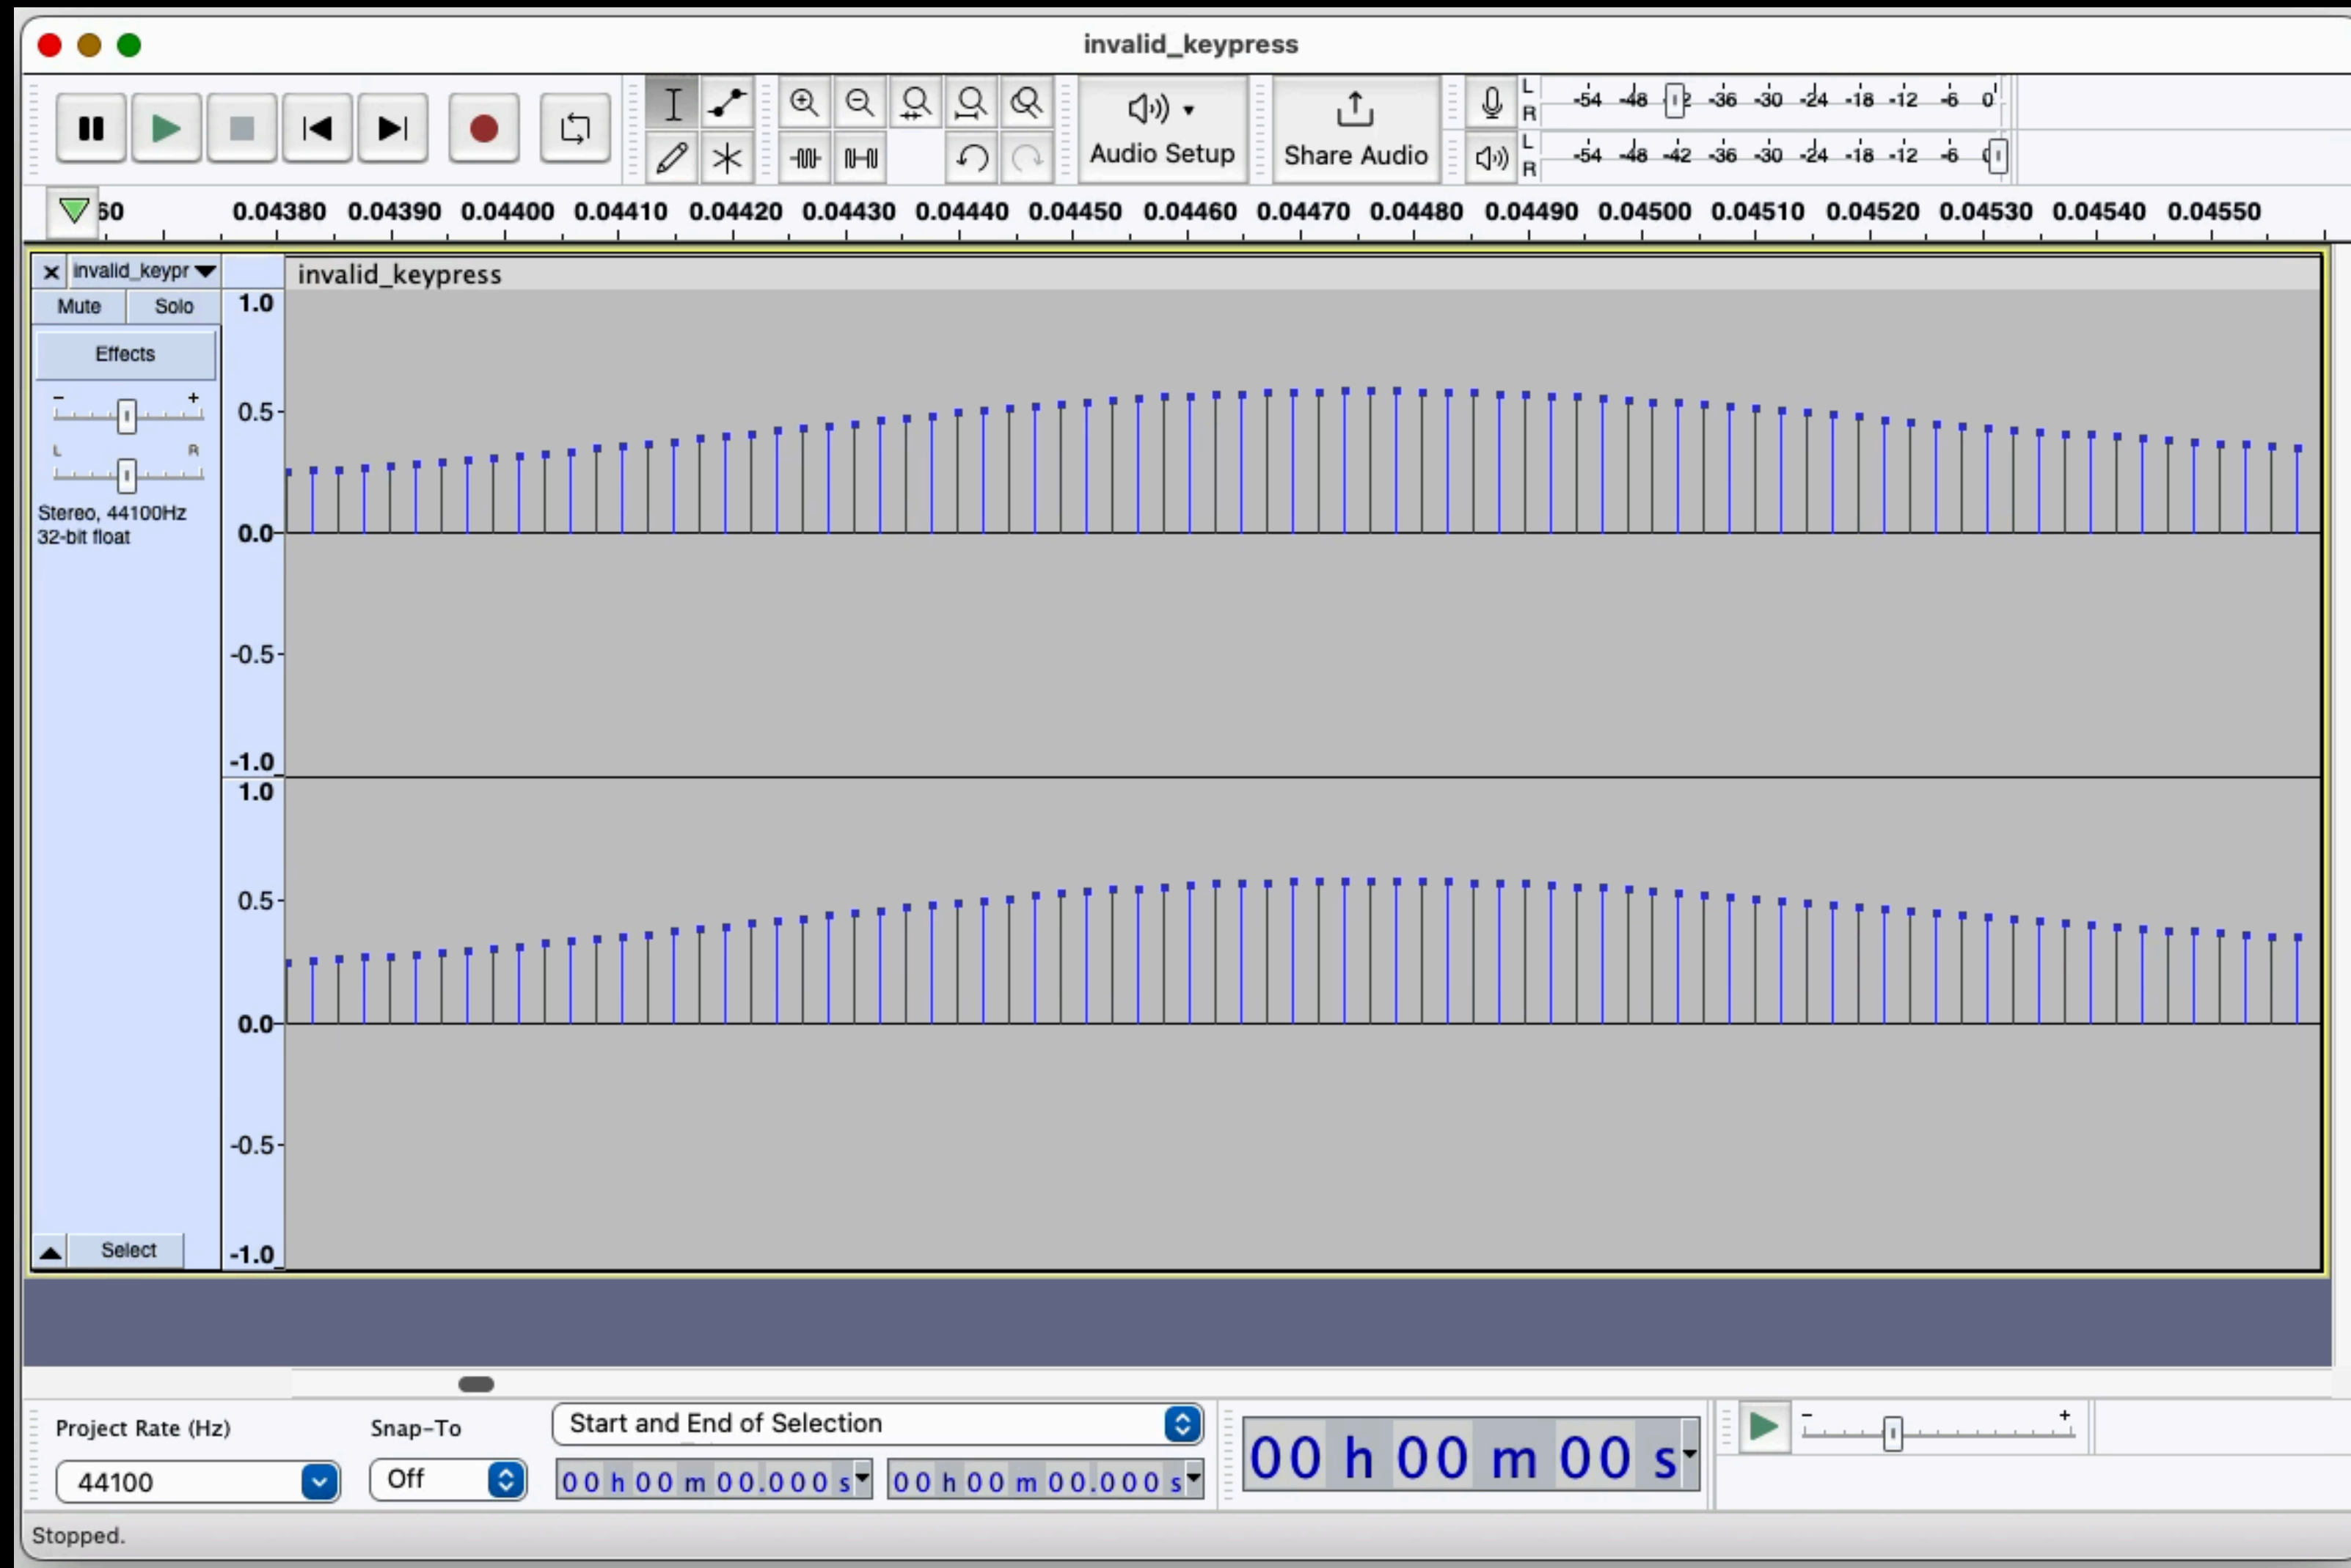 invalid_keypress
L
R
-54 -48 -36 -30 -24 -18 -12 -6 0
Audio Setup
Share Audio
L
R
-54 -48 -42 -36 -30 -24 -18 -12 -6
60 0.04380 0.04390 0.04400 0.04410 0.04420 0.04430 0.04440 0.04450 0.04460 0.04470 0.04480 0.04490 0.04500 0.04510 0.04520 0.04530 0.04540 0.04550
invalid_keypr
invalid_keypress
Mute Solo
Effects
- +
L R
Stereo, 44100Hz
32-bit float
1.0
0.5
0.0
-0.5
-1.0
1.0
0.5
0.0
-0.5
-1.0
Select
Project Rate (Hz)
Snap-To
Start and End of Selection
44100
Off
00 h 00 m 00.000 s
00 h 00 m 00.000 s
00 h 00 m 00 s
- +
Stopped.